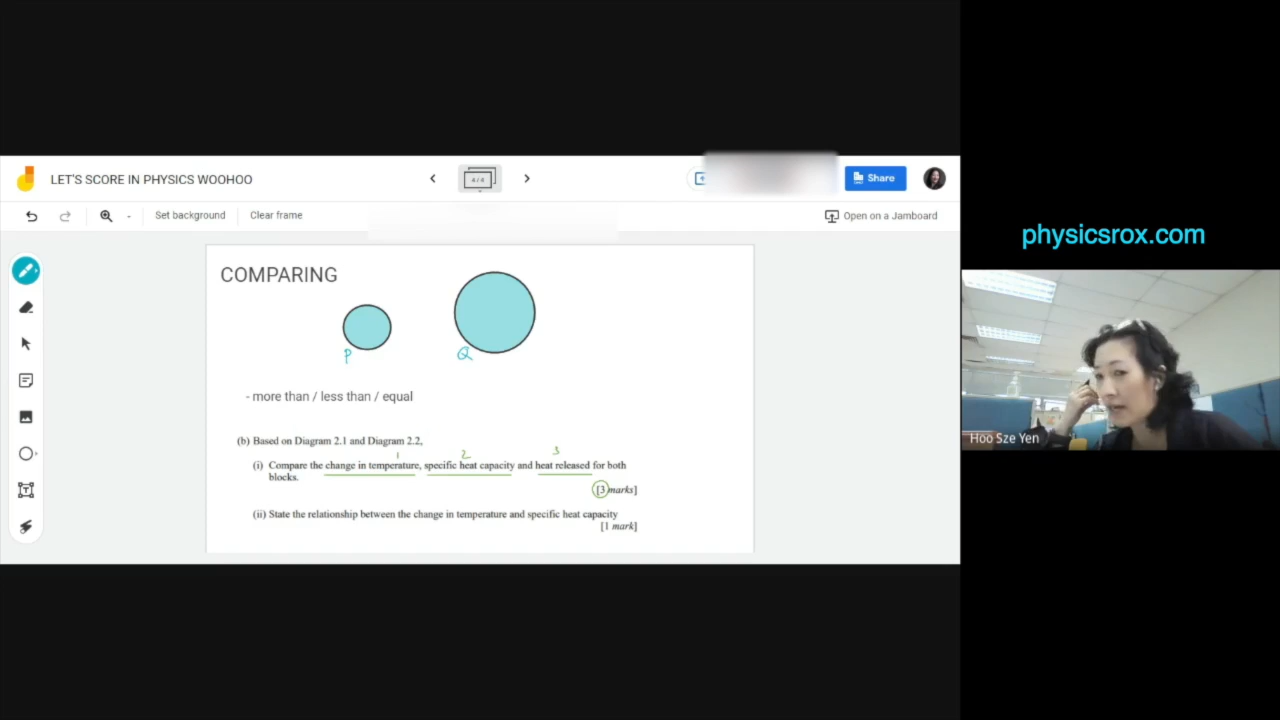 LET'S SCORE IN PHYSICS WOOHOO
4 / 4
Share
Set background
Clear frame
Open on a Jamboard
physicsrox.com
COMPARING
P
Q
- more than / less than / equal
(b) Based on Diagram 2.1 and Diagram 2.2,
1 2 3
(i) Compare the change in temperature, specific heat capacity and heat released for both
blocks.
[3 marks]
(ii) State the relationship between the change in temperature and specific heat capacity
[1 mark]
Hoo Sze Yen